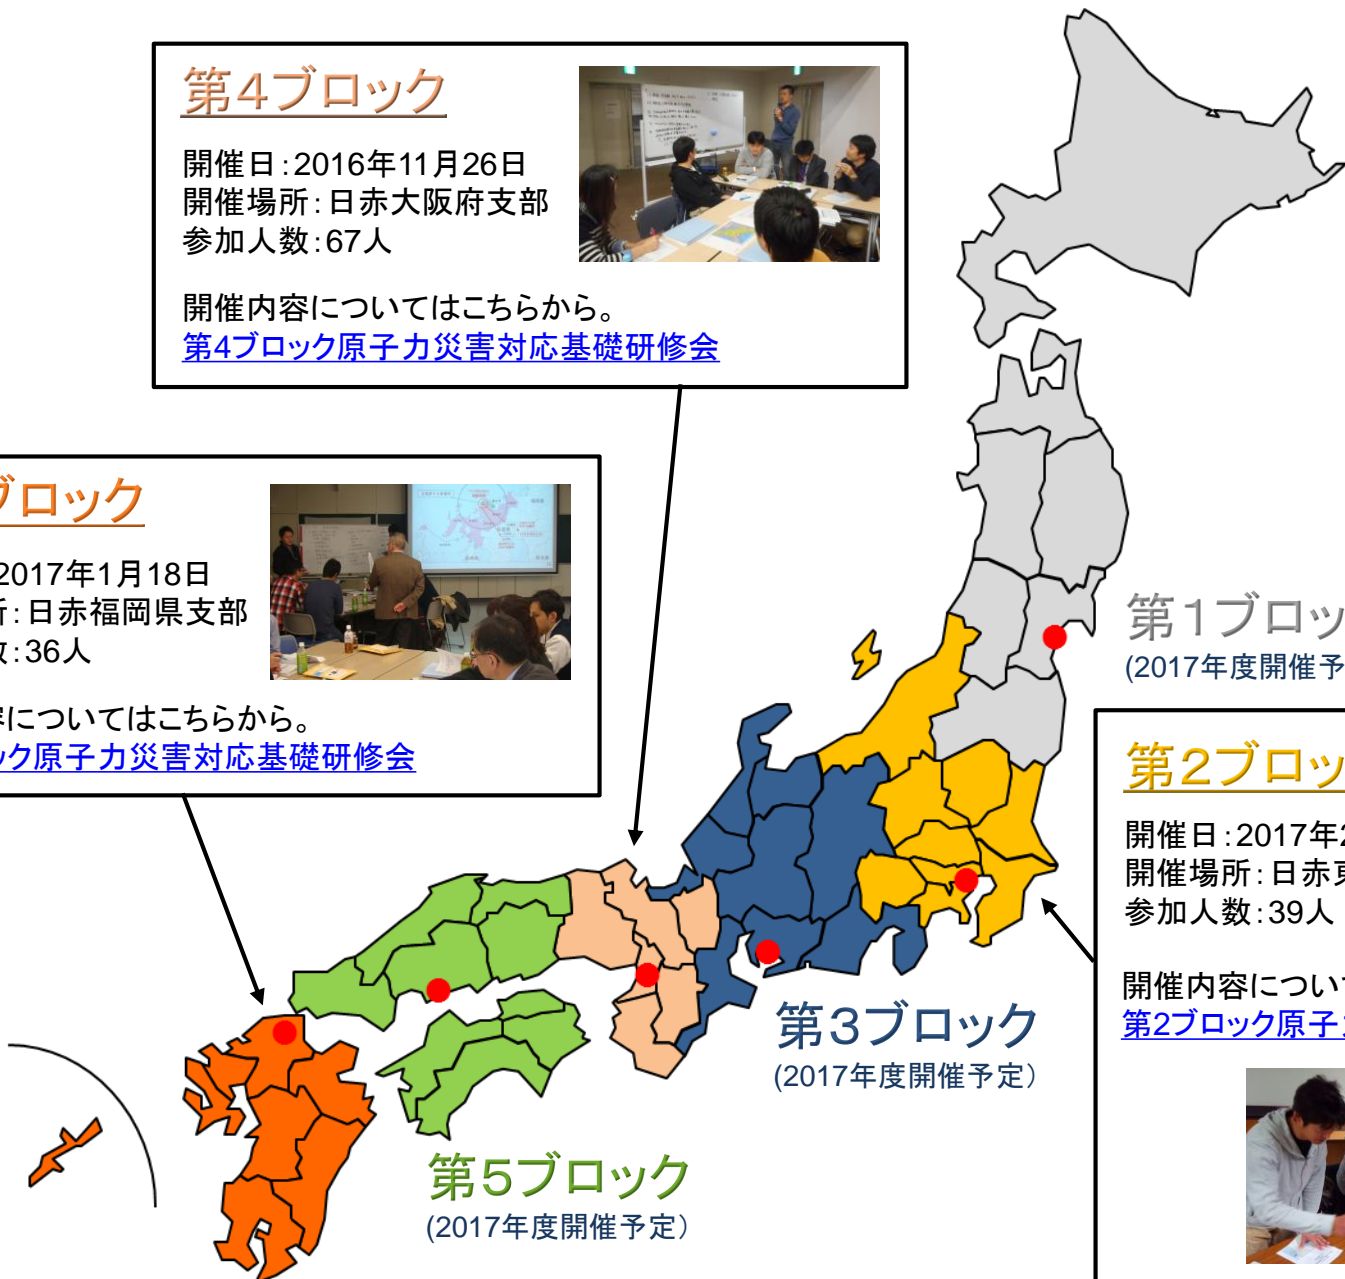 第4ブロック
開催日:2016年11月26日
開催場所:日赤大阪府支部
参加人数:67人
開催内容についてはこちらから。
第4ブロック原子力災害対応基礎研修会
ブロック
2017年1月18日
所:日赤福岡県支部
数:36人
容についてはこちらから。
ック原子力災害対応基礎研修会
第1ブロッ
(2017年度開催予
第2ブロッ
開催日:2017年2
開催場所:日赤東
参加人数:39人
開催内容につい
第2ブロック原子
第3ブロック
(2017年度開催予定)
第5ブロック
(2017年度開催予定)